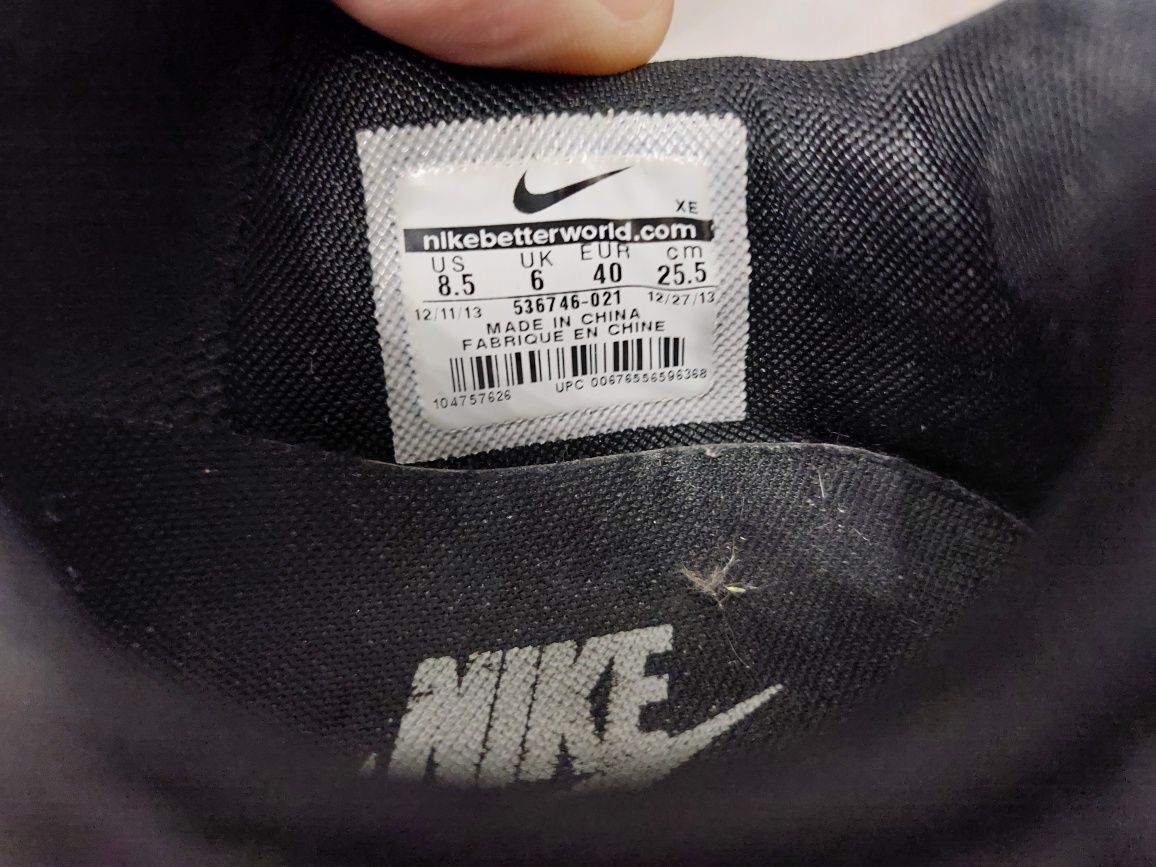 XE
nikebetterworld.com
US UK EUR cm
8.5 6 40 25.5
12/11/13 536746-021 12/27/13
MADE IN CHINA
FABRIQUE EN CHINE
104757626 UPC 00676556596368
NIKE